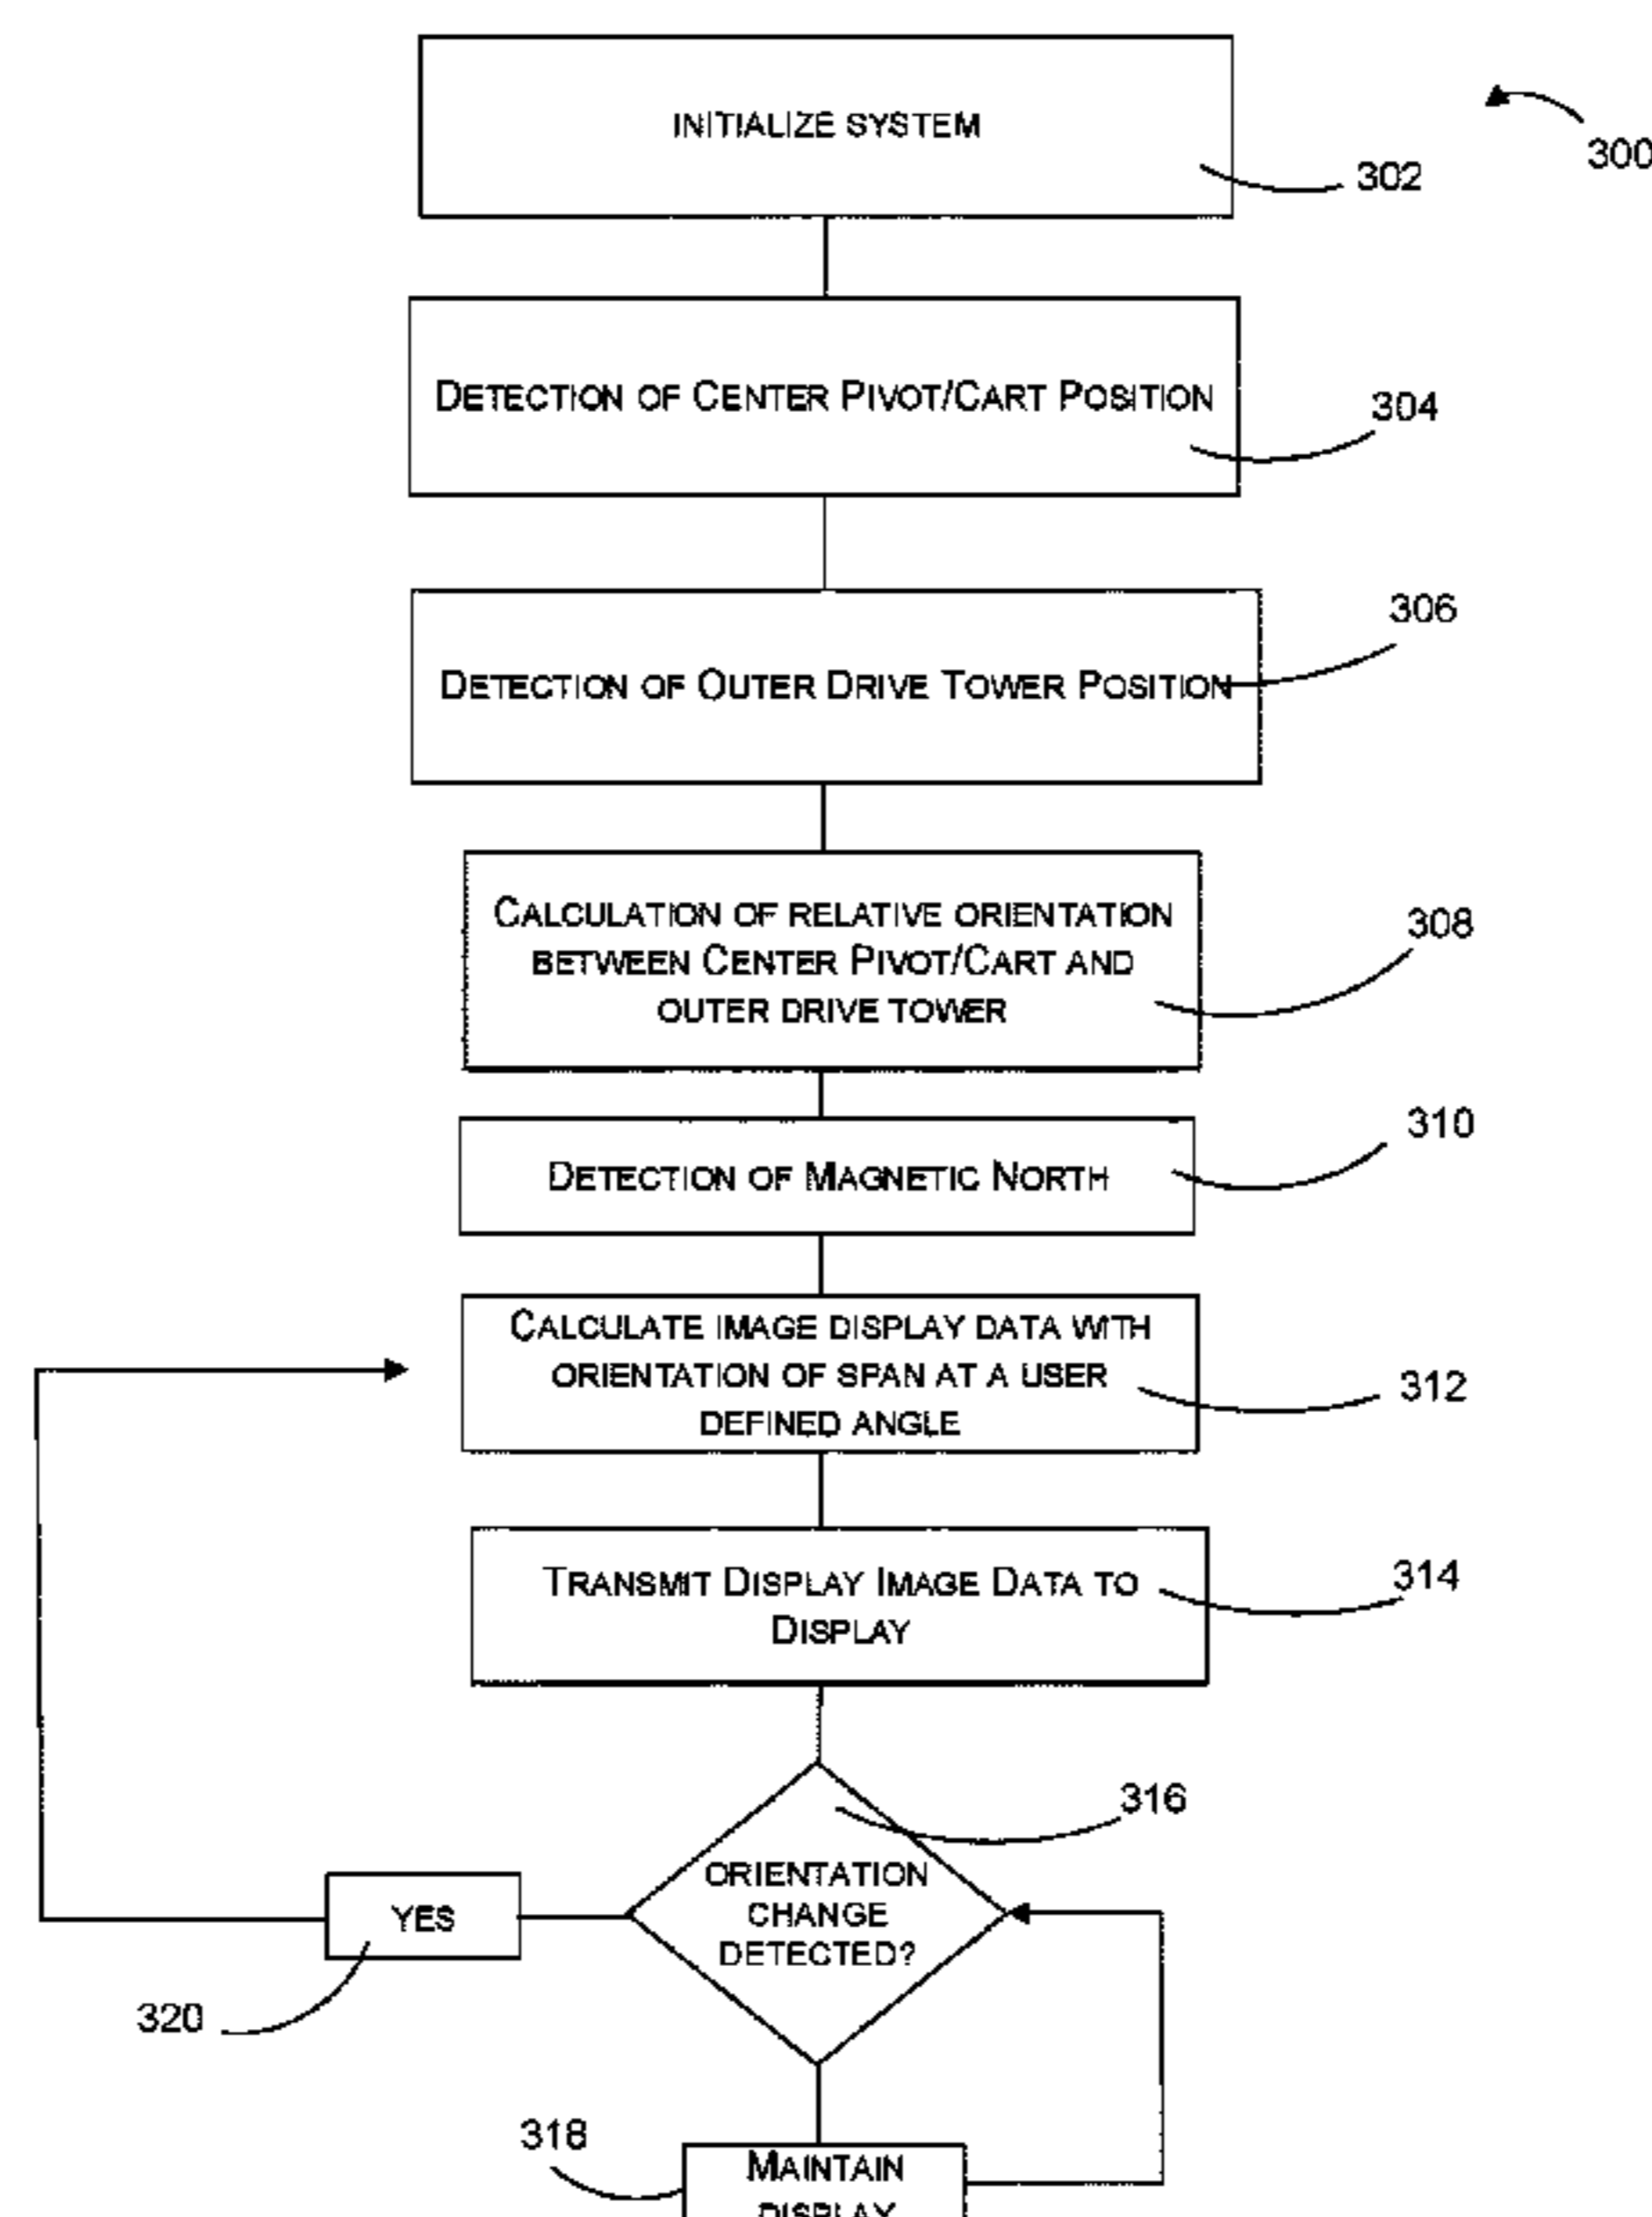 INITIALIZE SYSTEM
300
302
DETECTION OF CENTER PIVOT/CART POSITION
304
306
DETECTION OF OUTER DRIVE TOWER POSITION
CALCULATION OF RELATIVE ORIENTATION
BETWEEN CENTER PIVOT/CART AND
OUTER DRIVE TOWER
308
310
DETECTION OF MAGNETIC NORTH
CALCULATE IMAGE DISPLAY DATA WITH
ORIENTATION OF SPAN AT A USER
DEFINED ANGLE
312
TRANSMIT DISPLAY IMAGE DATA TO
DISPLAY
314
316
ORIENTATION
CHANGE
DETECTED?
YES
320
318
MAINTAIN
DISPLAY